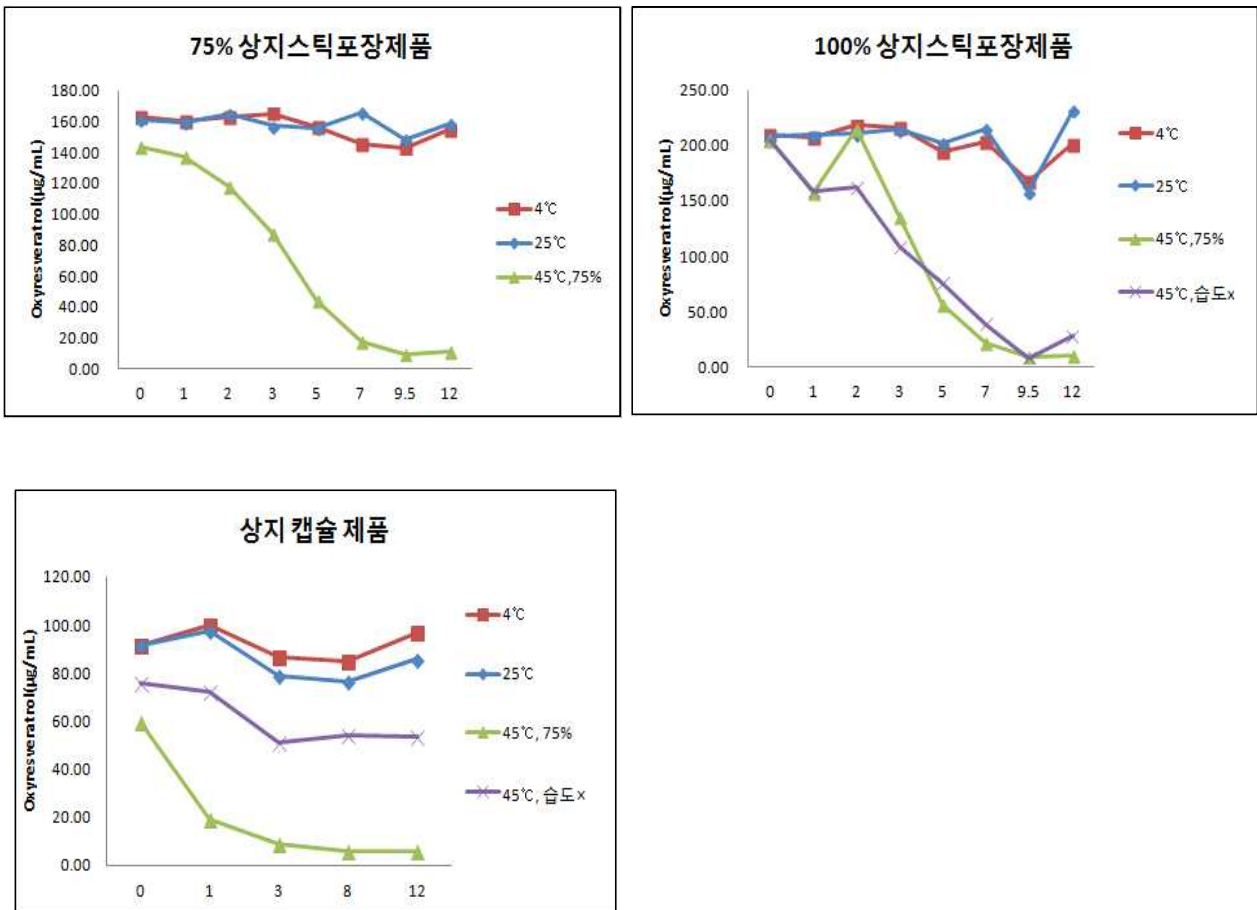 75% 상지스틱포장제품
Oxyresveratrol(µg/mL)
180.00
160.00
140.00
120.00
100.00
80.00
60.00
40.00
20.00
0.00
0 1 2 3 5 7 9.5 12
4℃
25℃
45℃,75%
100% 상지스틱포장제품
Oxyresveratrol(µg/mL)
250.00
200.00
150.00
100.00
50.00
0.00
0 1 2 3 5 7 9.5 12
4℃
25℃
45℃,75%
45℃,습도x
상지 캡슐 제품
Oxyresveratrol(µg/mL)
120.00
100.00
80.00
60.00
40.00
20.00
0.00
0 1 3 8 12
4℃
25℃
45℃, 75%
45℃, 습도x